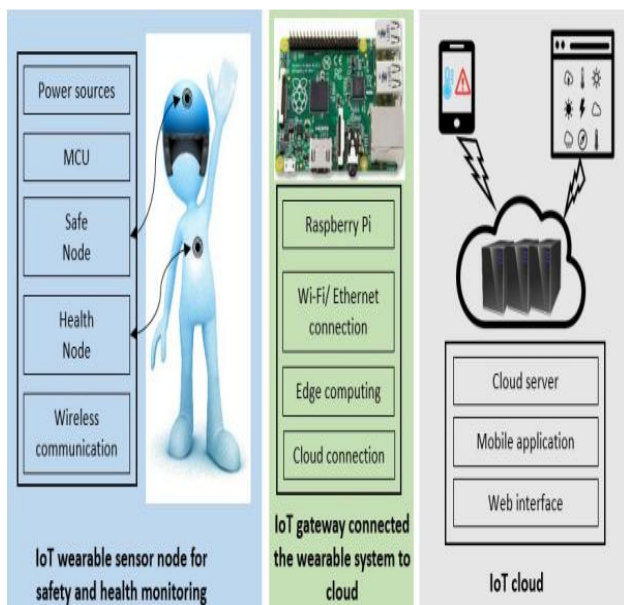 Power sources
MCU
Safe
Node
Health
Node
Wireless
communication
IoT wearable sensor node for
safety and health monitoring
Raspberry Pi
Wi-Fi/ Ethernet
connection
Edge computing
Cloud connection
IoT gateway connected
the wearable system to
cloud
Cloud server
Mobile application
Web interface
IoT cloud